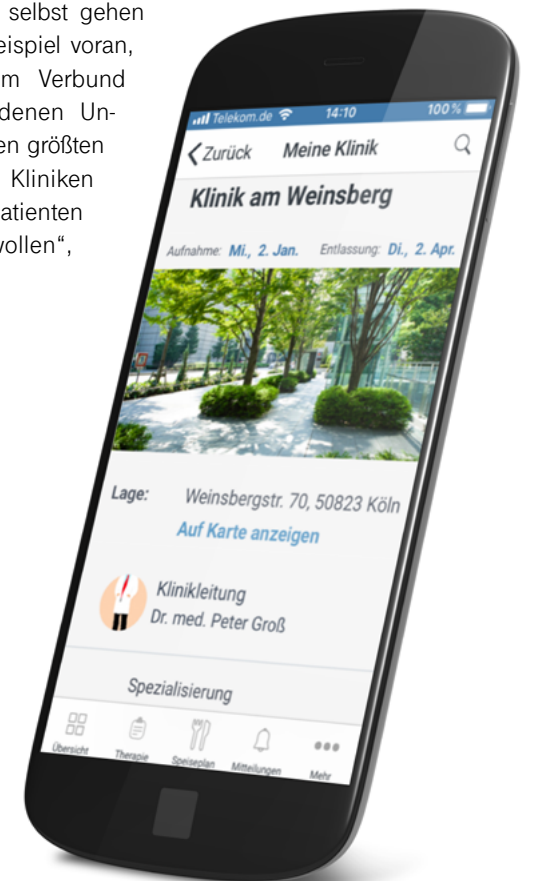 selbst gehen
eispiel voran,
m Verbund
denen Un-
en größten
Kliniken
atienten
vollen“,
Telekom.de 14:10 100 %
Zurück Meine Klinik
Klinik am Weinsberg
Aufnahme: Mi., 2. Jan. Entlassung: Di., 2. Apr.
Lage: Weinsbergstr. 70, 50823 Köln
Auf Karte anzeigen
Klinikleitung
Dr. med. Peter Groß
Spezialisierung
Übersicht Therapie Speiseplan Mitteilungen Mehr